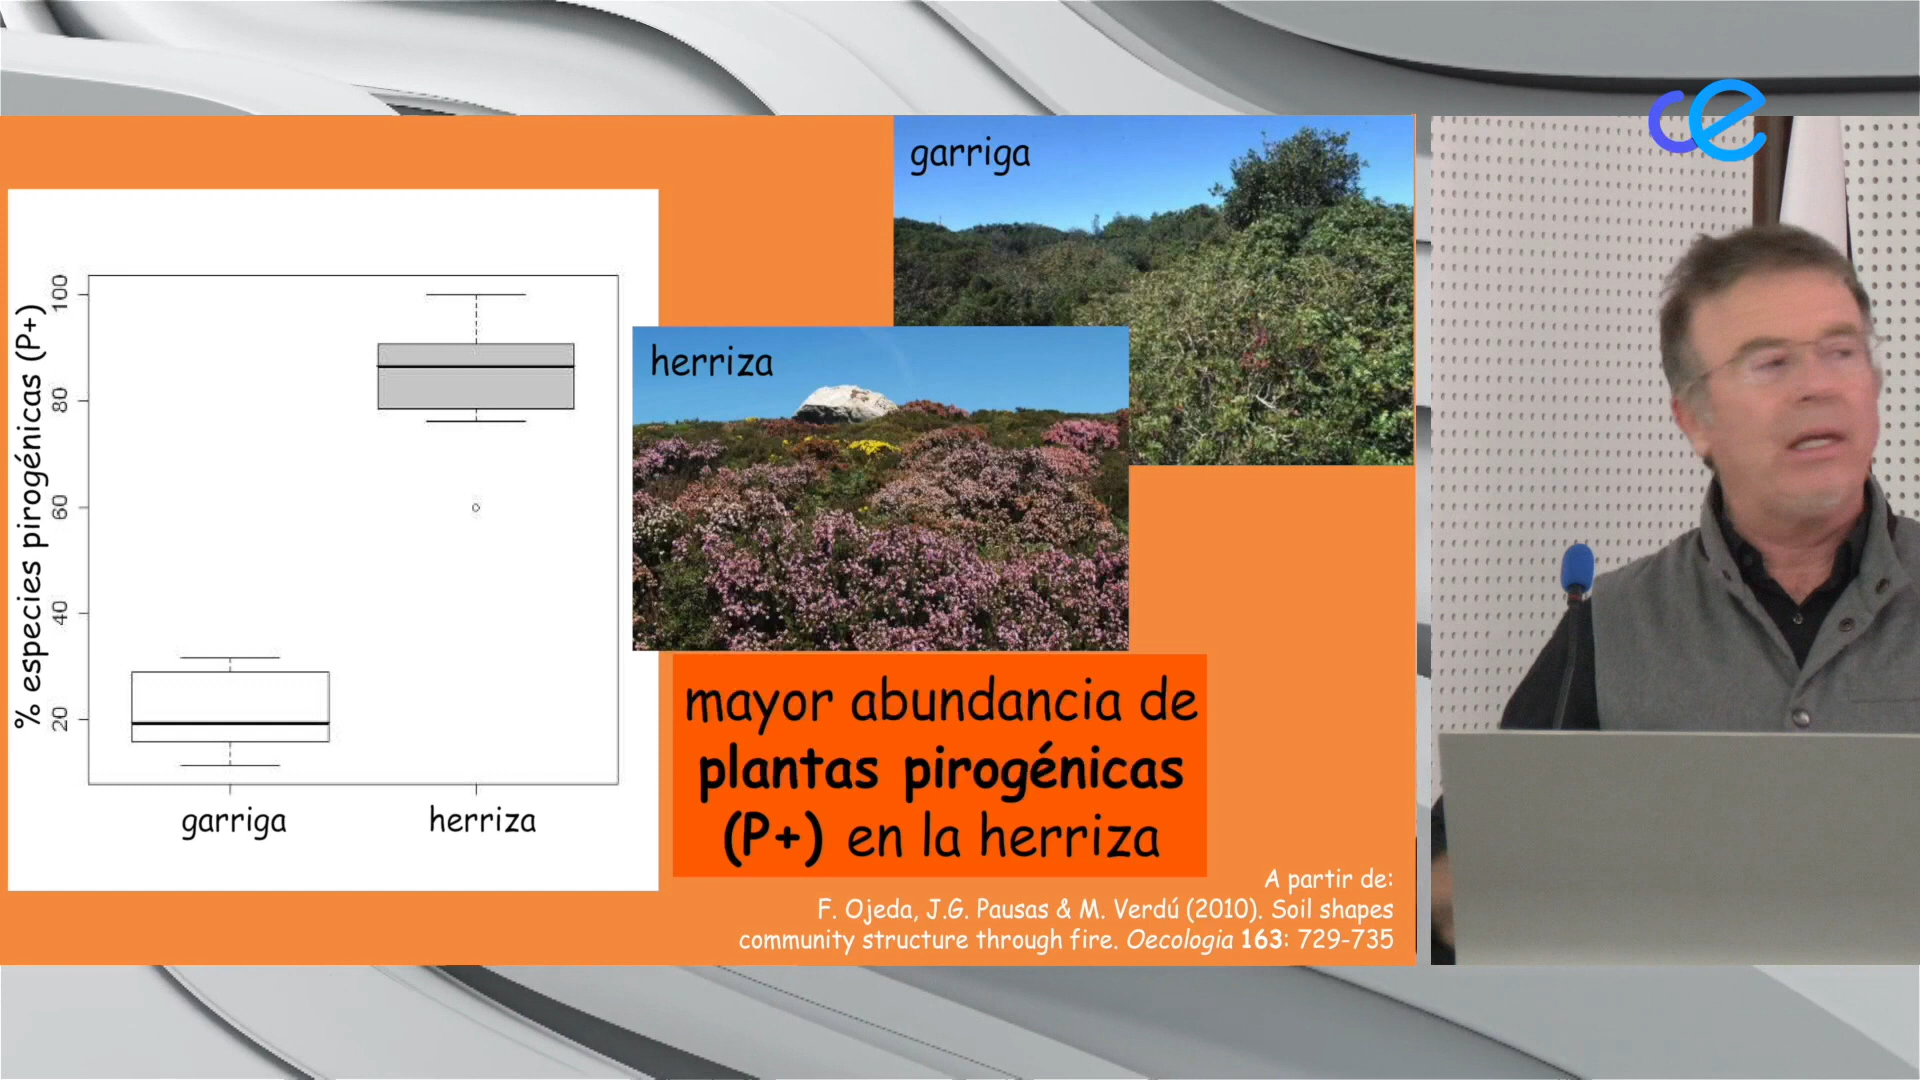 garriga
herriza
% especies pirogénicas (P+)
100
80
60
40
20
garriga
herriza
mayor abundancia de
plantas pirogénicas
(P+) en la herriza
A partir de:
F. Ojeda, J.G. Pausas & M. Verdú (2010). Soil shapes
community structure through fire. Oecologia 163: 729-735
ce